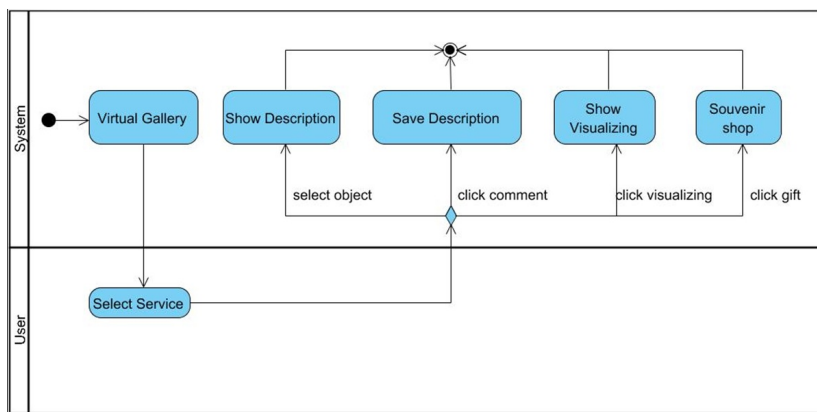 System
Virtual Gallery
Show Description
Save Description
Show
Visualizing
Souvenir
shop
select object
click comment
click visualizing
click gift
User
Select Service